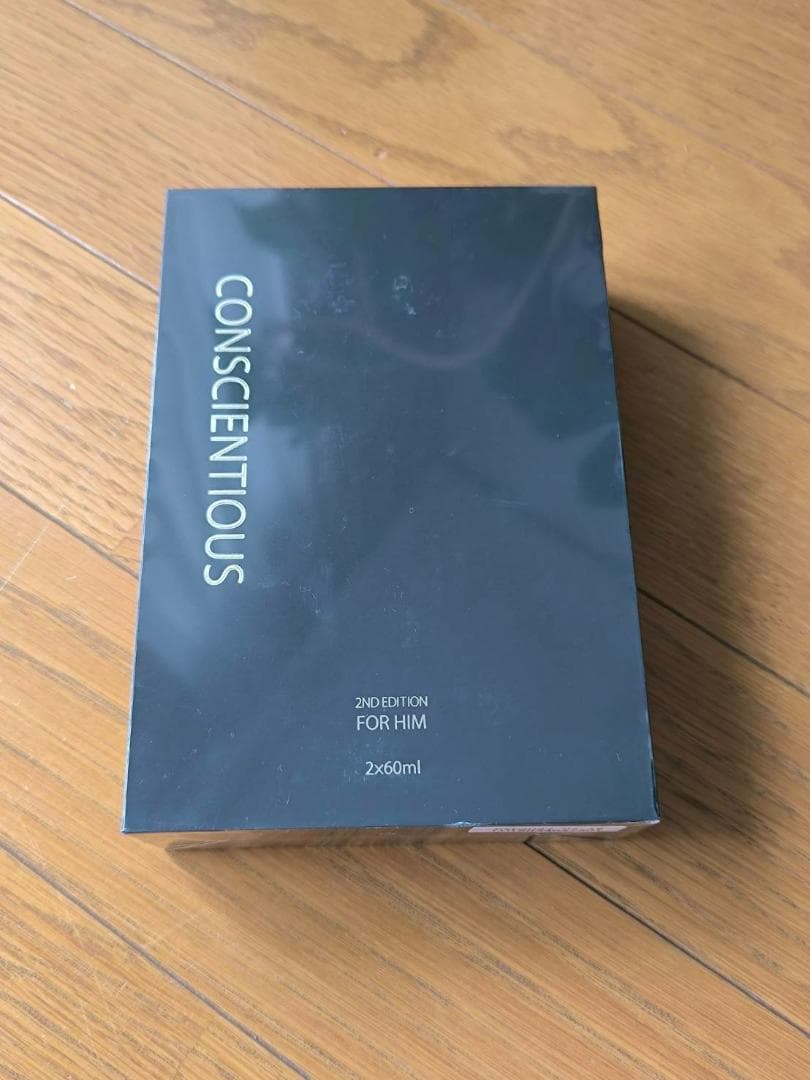 CONSCIENTIOUS
2ND EDITION
FOR HIM
2x60ml